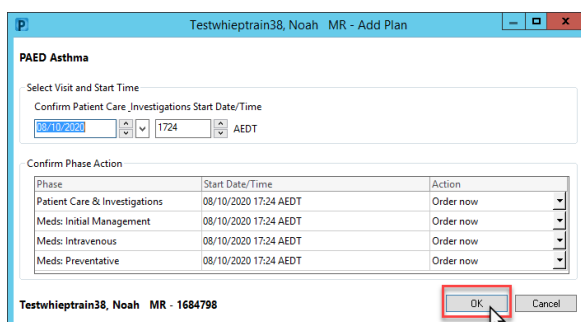 Testwhieptrain38, Noah MR - Add Plan
PAED Asthma
Select Visit and Start Time
Confirm Patient Care_Investigations Start Date/Time
08/10/2020 1724 AEDT
Confirm Phase Action
Phase Start Date/Time Action
Patient Care & Investigations 08/10/2020 17:24 AEDT Order now
Meds: Initial Management 08/10/2020 17:24 AEDT Order now
Meds: Intravenous 08/10/2020 17:24 AEDT Order now
Meds: Preventative 08/10/2020 17:24 AEDT Order now
Testwhieptrain38, Noah MR - 1684798 OK Cancel